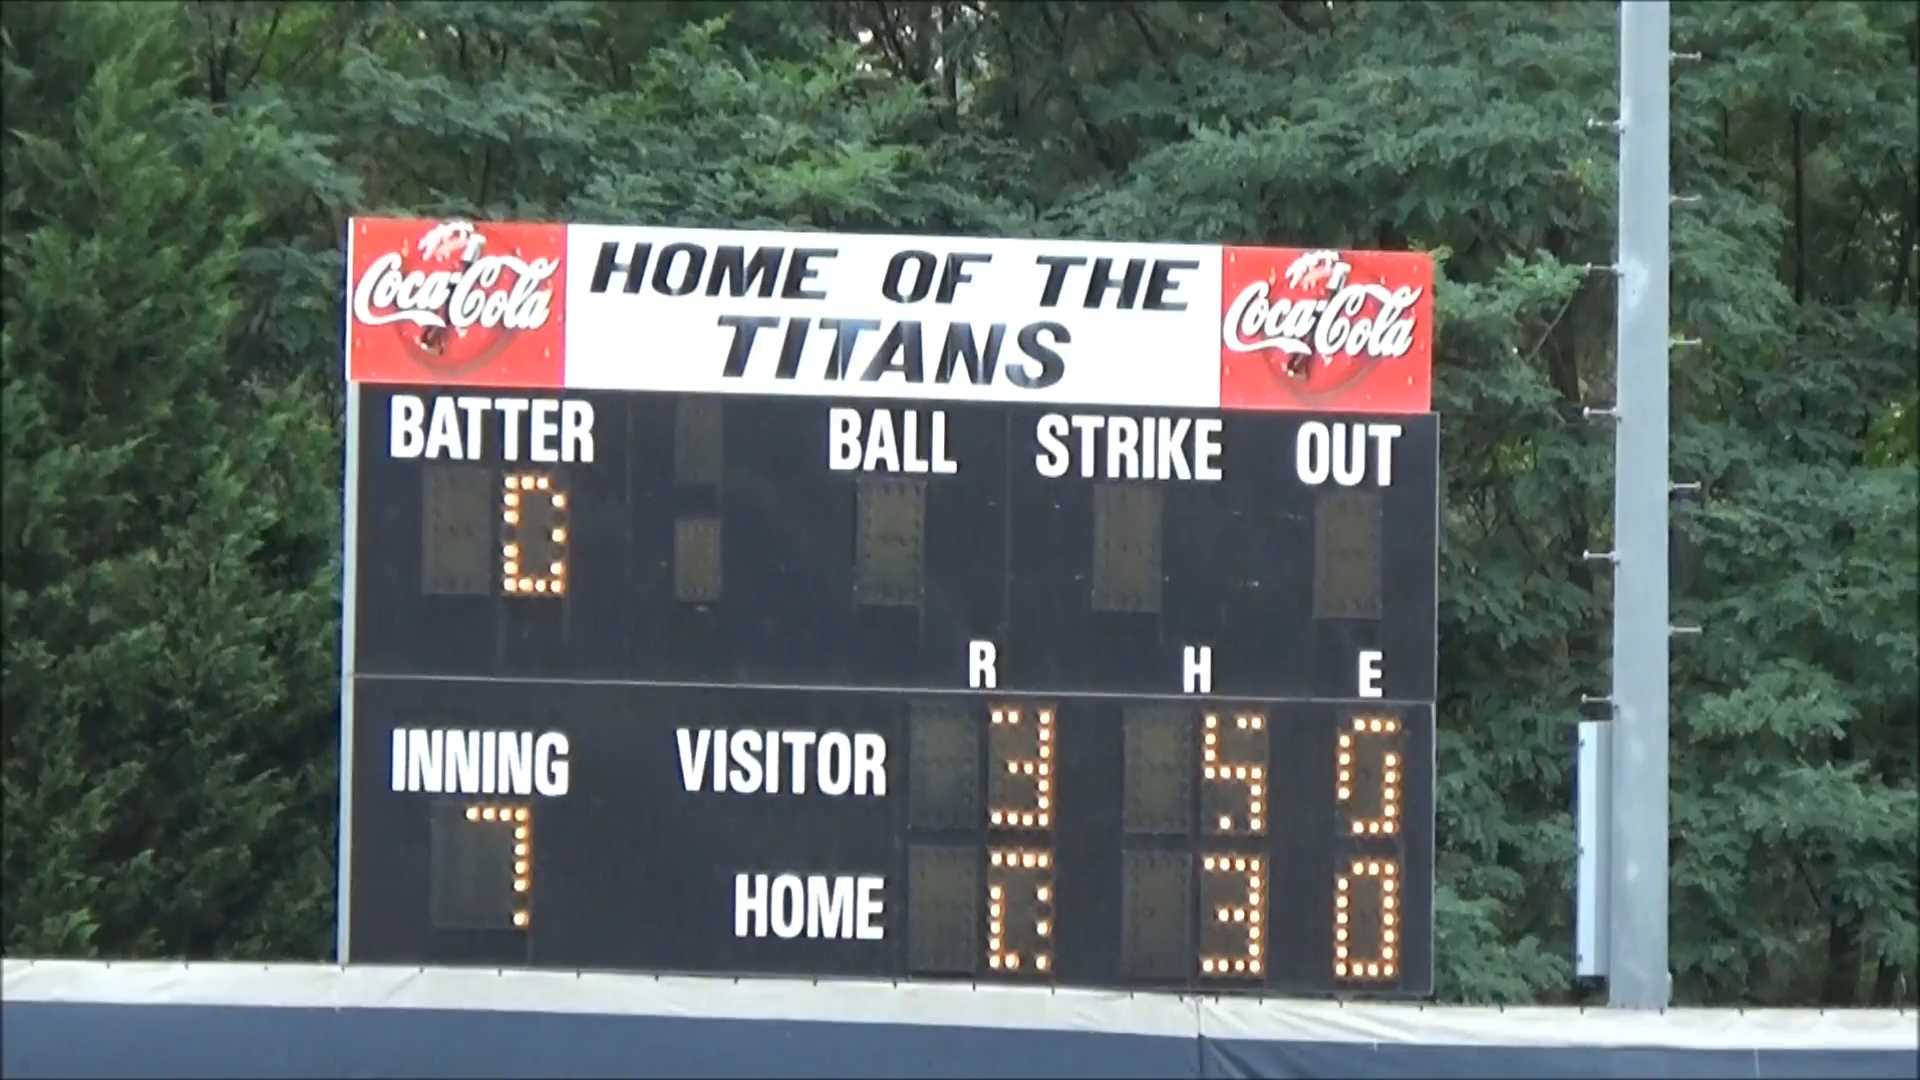 Coca-Cola HOME OF THE Coca-Cola
TITANS
BATTER BALL STRIKE OUT
0
R H E
INNING VISITOR 3 5 0
7 HOME 0 3 0